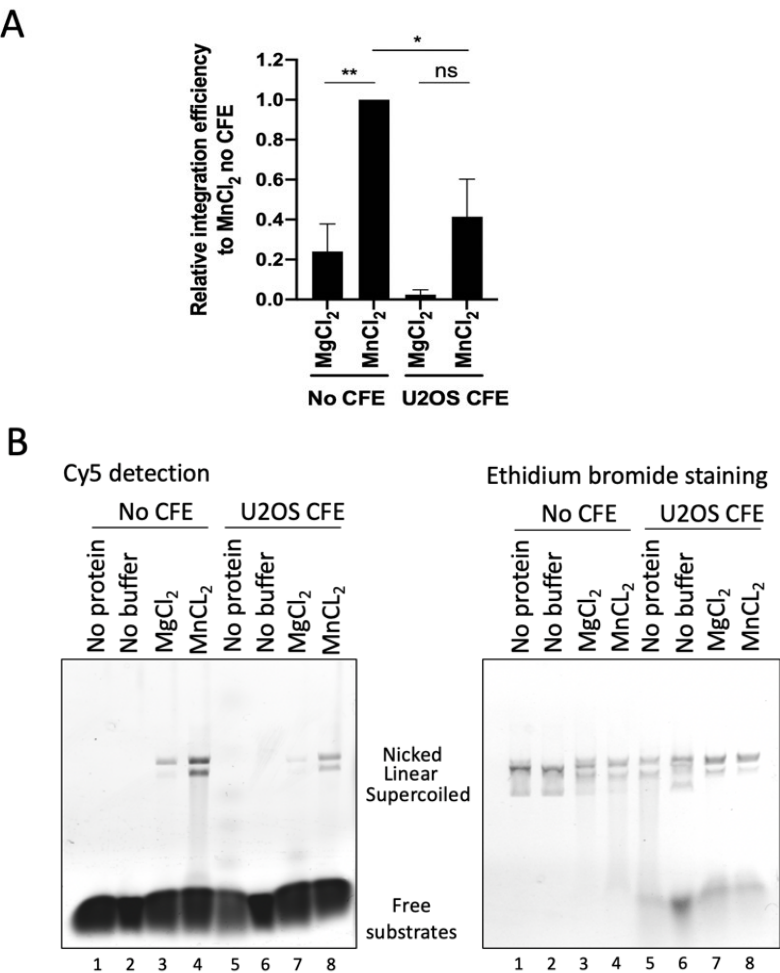 A
Relative integration efficiency
to MnCl₂ no CFE
1.2
1.0
0.8
0.6
0.4
0.2
0.0
**
*
ns
MgCl₂
MnCl₂
MgCl₂
MnCl₂
No CFE
U2OS CFE
B
Cy5 detection
No CFE
U2OS CFE
No protein
No buffer
MgCl₂
MnCL₂
No protein
No buffer
MgCl₂
MnCL₂
1 2 3 4 5 6 7 8
Nicked
Linear
Supercoiled
Free
substrates
Ethidium bromide staining
No CFE
U2OS CFE
No protein
No buffer
MgCl₂
MnCL₂
No protein
No buffer
MgCl₂
MnCL₂
1 2 3 4 5 6 7 8